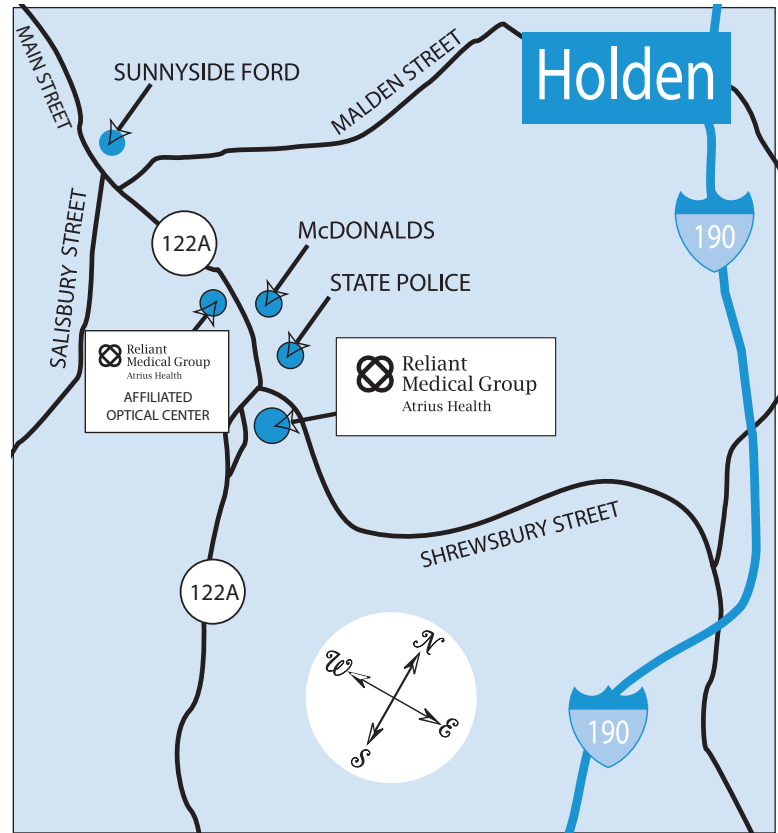 Holden
MAIN STREET
SUNNYSIDE FORD
MALDEN STREET
190
122A
McDONALDS
SALISBURY STREET
STATE POLICE
Reliant
Medical Group
Atrius Health
AFFILIATED
OPTICAL CENTER
Reliant
Medical Group
Atrius Health
SHREWSBURY STREET
122A
N
W
E
S
190